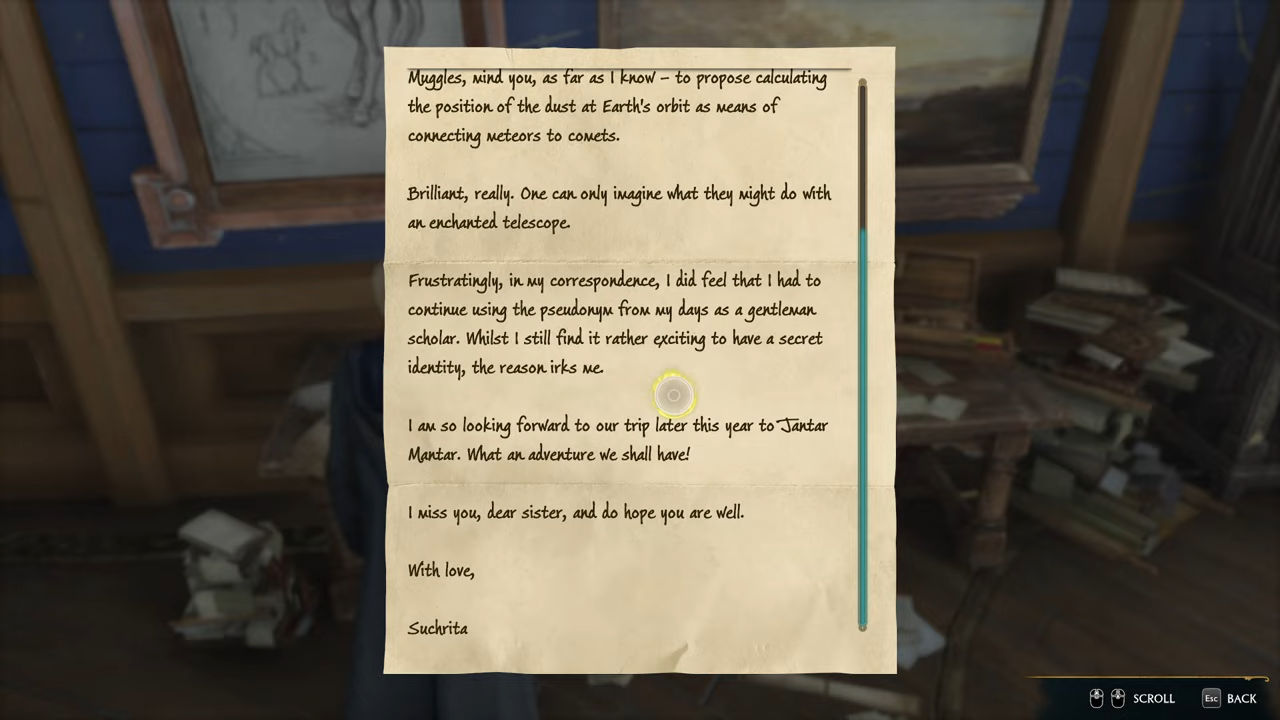 Muggles, mind you, as far as I know – to propose calculating
the position of the dust at Earth's orbit as means of
connecting meteors to comets.
Brilliant, really. One can only imagine what they might do with
an enchanted telescope.
Frustratingly, in my correspondence, I did feel that I had to
continue using the pseudonym from my days as a gentleman
scholar. Whilst I still find it rather exciting to have a secret
identity, the reason irks me.
I am so looking forward to our trip later this year to Jantar
Mantar. What an adventure we shall have!
I miss you, dear sister, and do hope you are well.
With love,
Suchrita
SCROLL Esc BACK